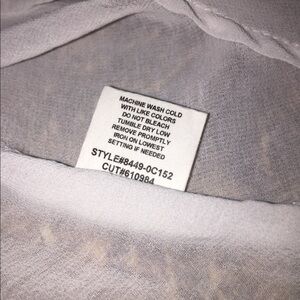 MACHINE WASH COLD
WITH LIKE COLORS
DO NOT BLEACH
TUMBLE DRY LOW
REMOVE PROMPTLY
IRON ON LOWEST
SETTING IF NEEDED
STYLE#8449-0C152
CUT#610984